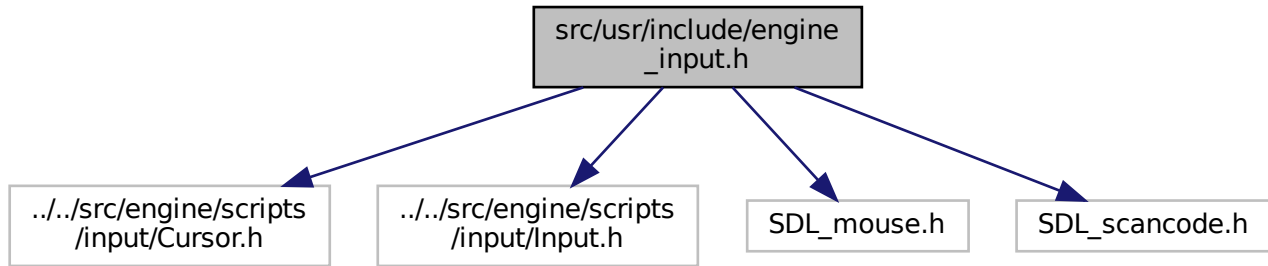 src/usr/include/engine
_input.h
../../src/engine/scripts
/input/Cursor.h
../../src/engine/scripts
/input/Input.h
SDL_mouse.h
SDL_scancode.h